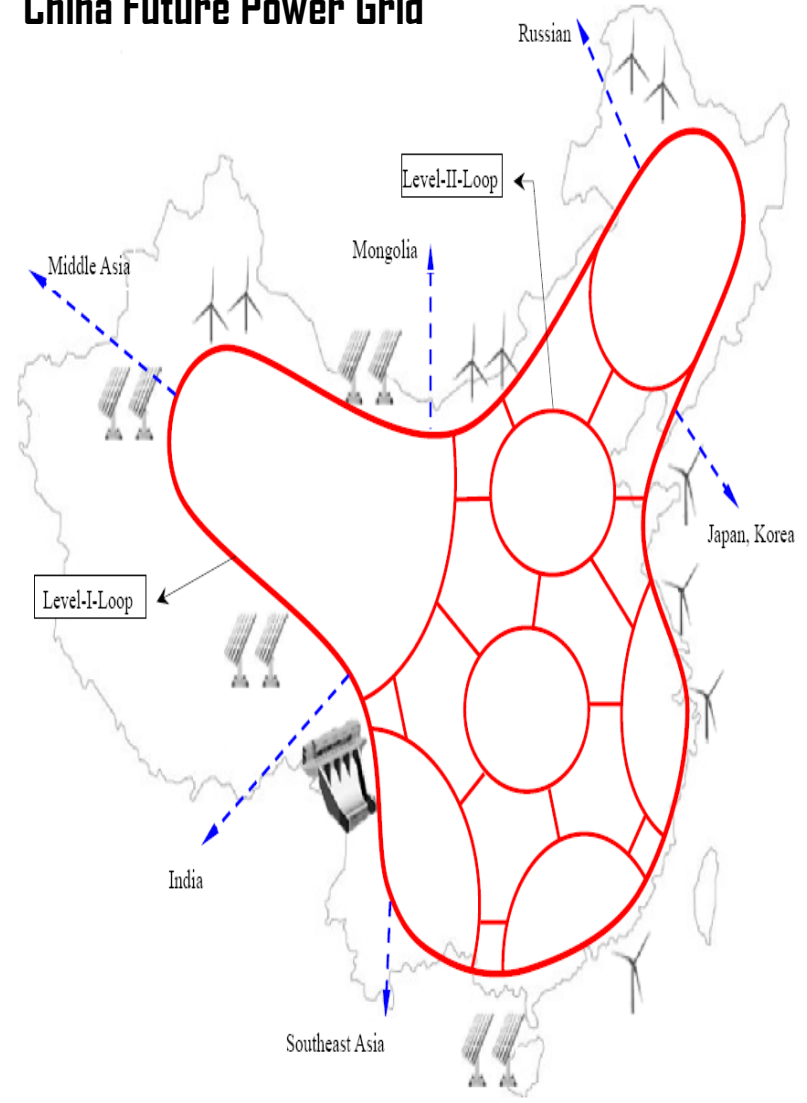 China Future Power Grid
Russian
Level-II-Loop
Mongolia
Middle Asia
Japan, Korea
Level-I-Loop
India
Southeast Asia